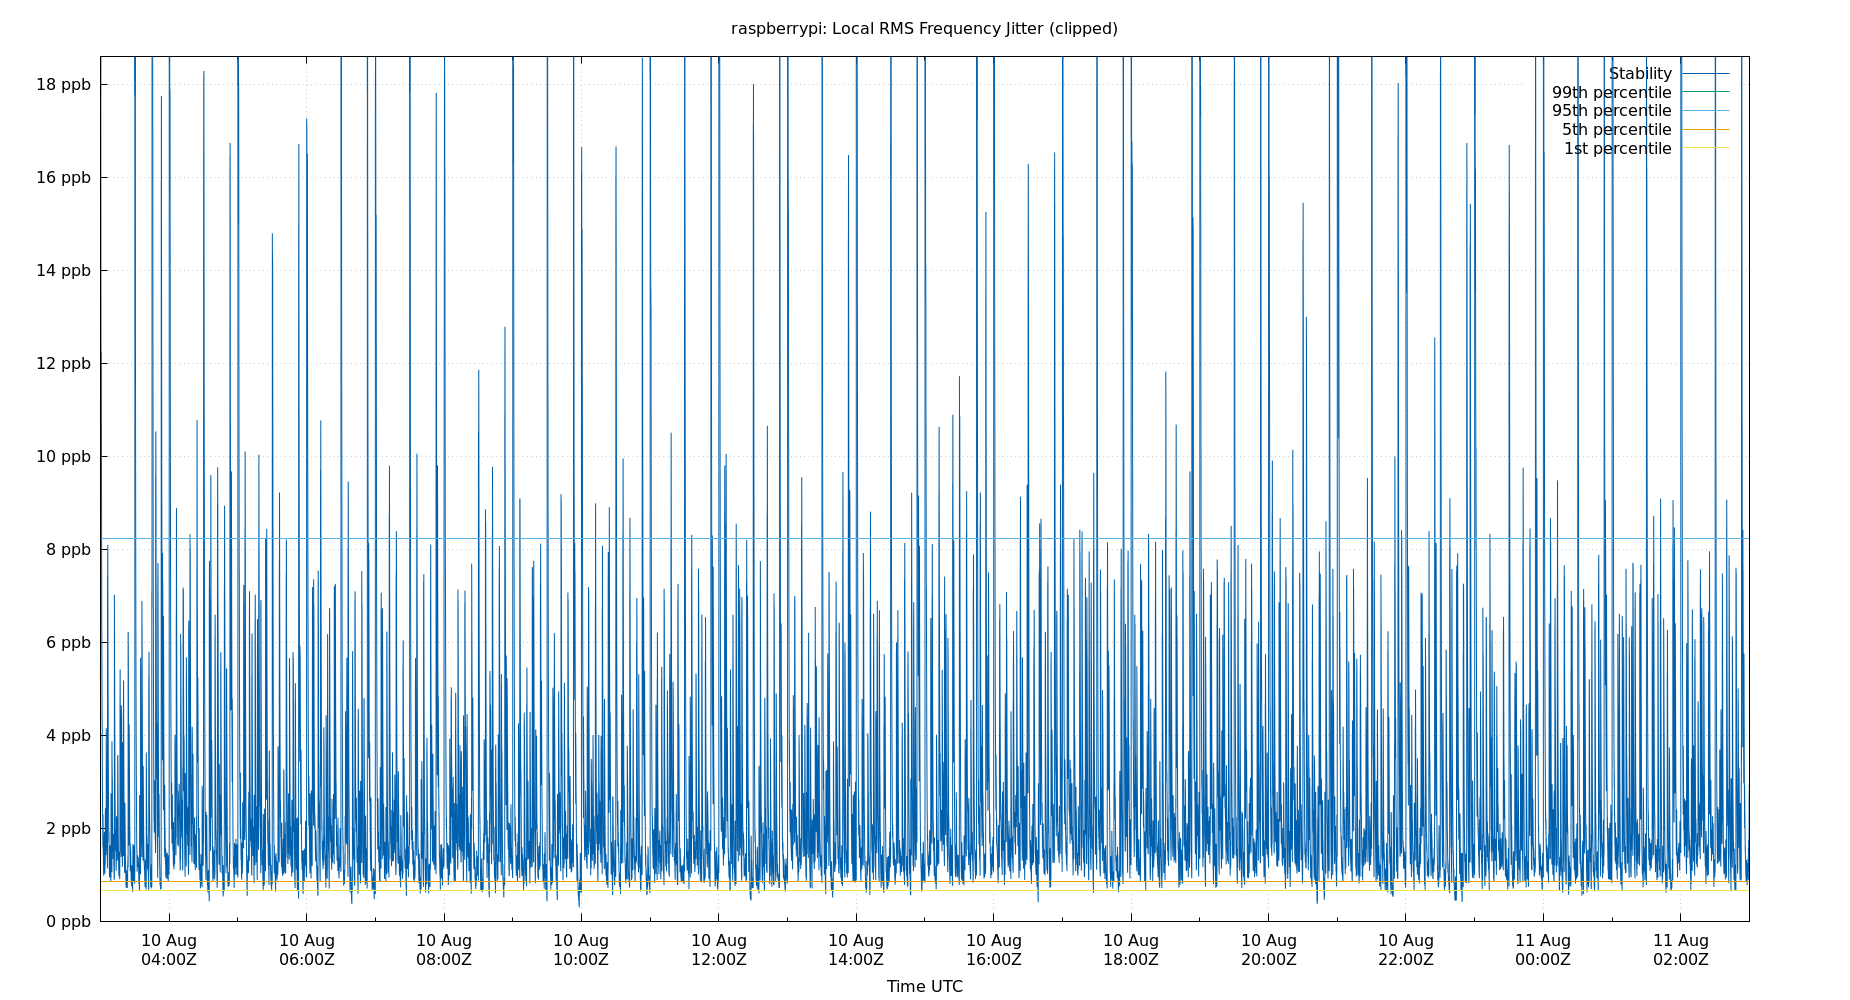 raspberrypi: Local RMS Frequency Jitter (clipped)
18 ppb
16 ppb
14 ppb
12 ppb
10 ppb
8 ppb
6 ppb
4 ppb
2 ppb
0 ppb
Stability
99th percentile
95th percentile
5th percentile
1st percentile
10 Aug 10 Aug 10 Aug 10 Aug 10 Aug 10 Aug 10 Aug 10 Aug 10 Aug 10 Aug 11 Aug 11 Aug
04:00Z 06:00Z 08:00Z 10:00Z 12:00Z 14:00Z 16:00Z 18:00Z 20:00Z 22:00Z 00:00Z 02:00Z
Time UTC